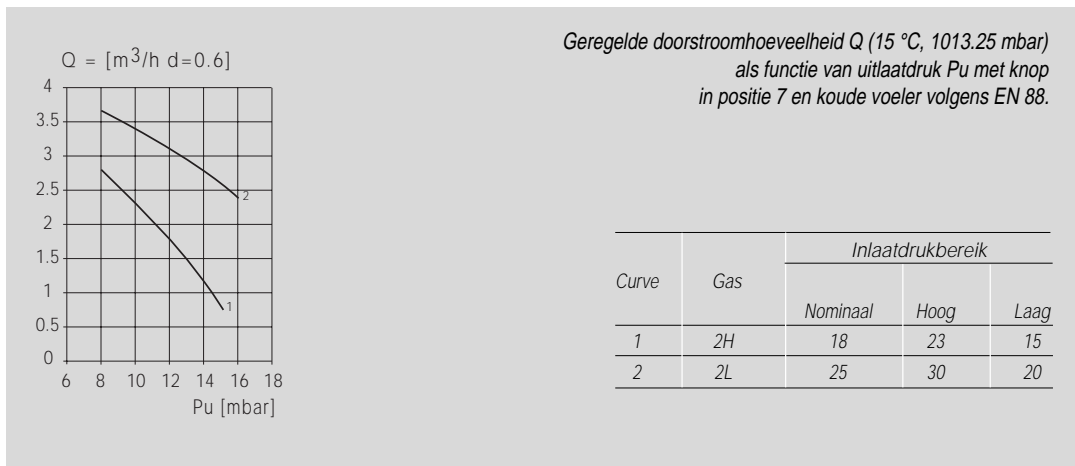 Geregelde doorstroomhoeveelheid Q (15 °C, 1013.25 mbar)
als functie van uitlaatdruk Pu met knop
in positie 7 en koude voeler volgens EN 88.
Q = [m3/h d=0.6]
4
3.5
3
2.5
2
1.5
1
0.5
0
6 8 10 12 14 16 18
Pu [mbar]
2
1
Inlaatdrukbereik
Curve Gas
Nominaal Hoog Laag
1 2H 18 23 15
2 2L 25 30 20